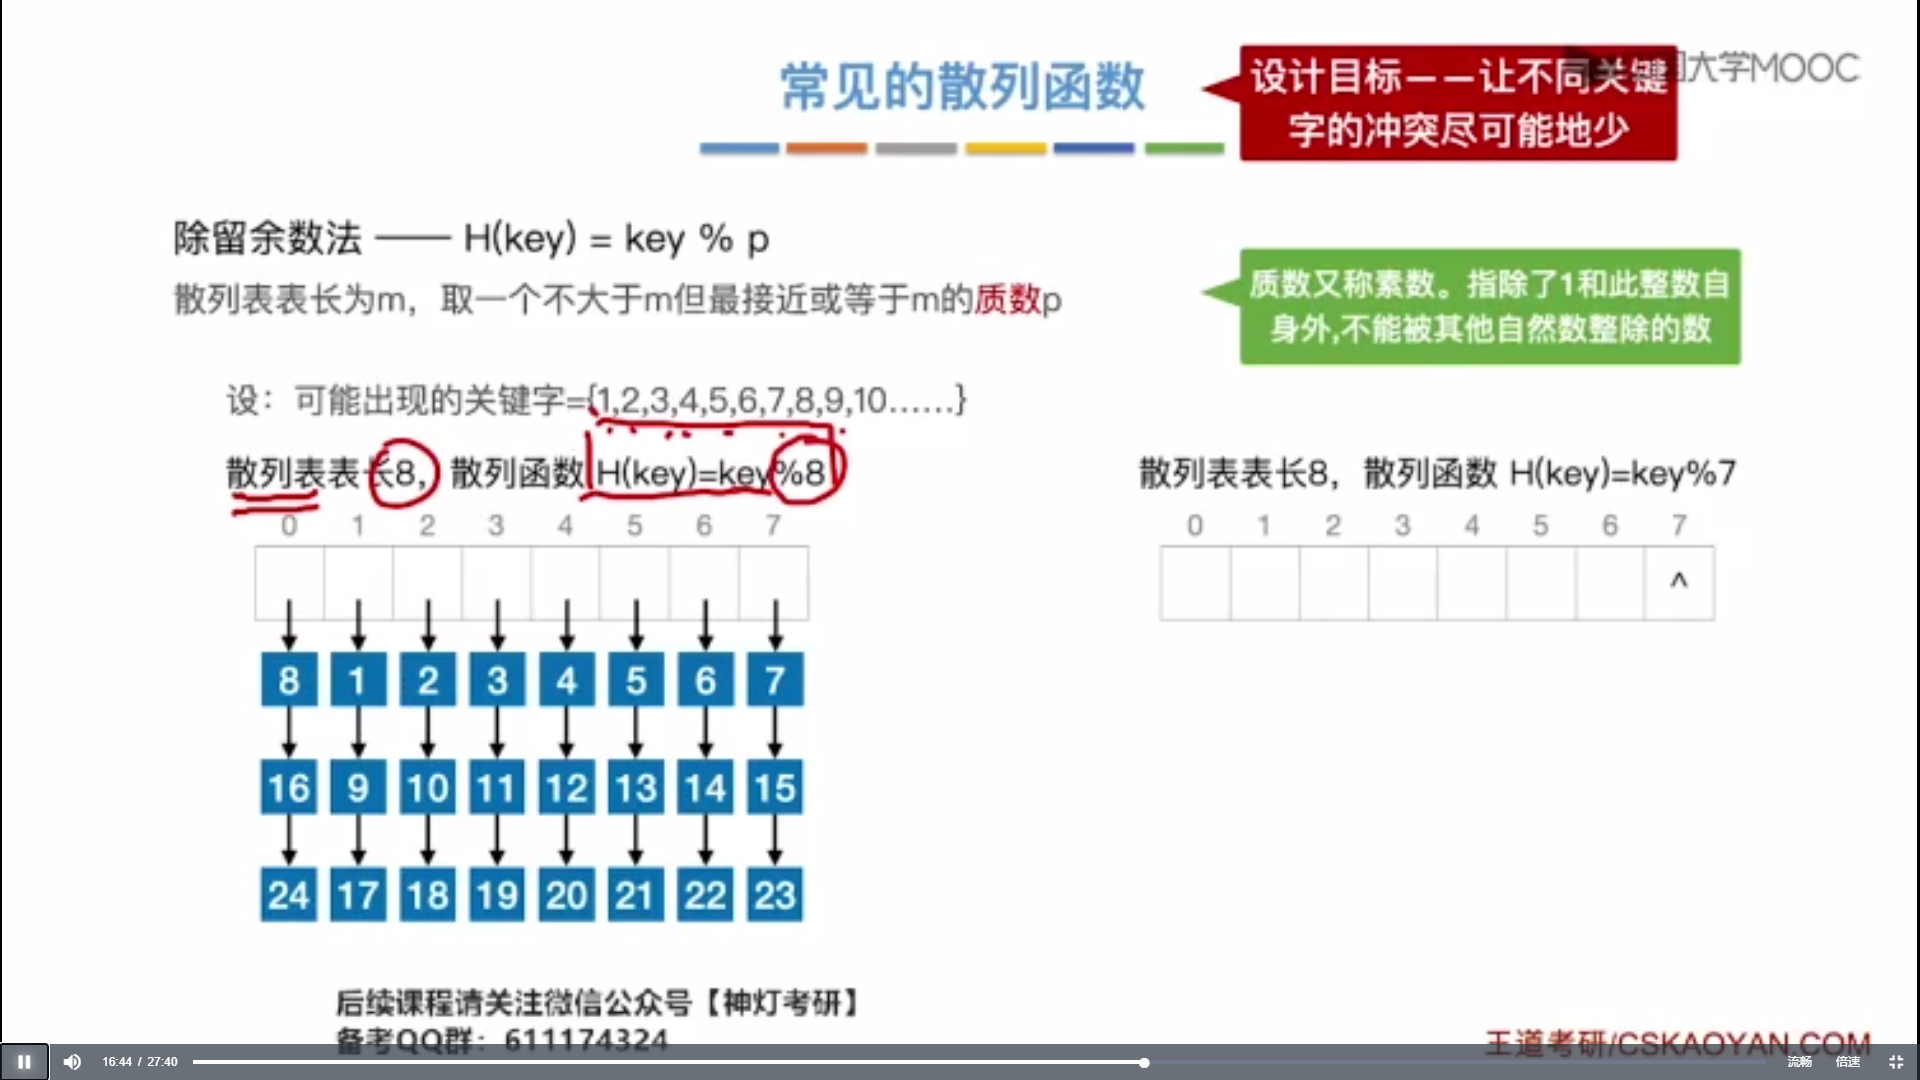 常见的散列函数
设计目标——让不同关键
字的冲突尽可能地少
大学MOOC
除留余数法 —— H(key) = key % p
散列表表长为m，取一个不大于m但最接近或等于m的质数p
质数又称素数。指除了1和此整数自
身外,不能被其他自然数整除的数
设：可能出现的关键字={1,2,3,4,5,6,7,8,9,10……}
散列表表长8，散列函数 H(key)=key%8
0 1 2 3 4 5 6 7
8 1 2 3 4 5 6 7
16 9 10 11 12 13 14 15
24 17 18 19 20 21 22 23
散列表表长8，散列函数 H(key)=key%7
0 1 2 3 4 5 6 7
^
后续课程请关注微信公众号【神灯考研】
备考QQ群：611174324
王道考研/CSKAOYAN.COM
16:44 / 27:40
流畅 倍速